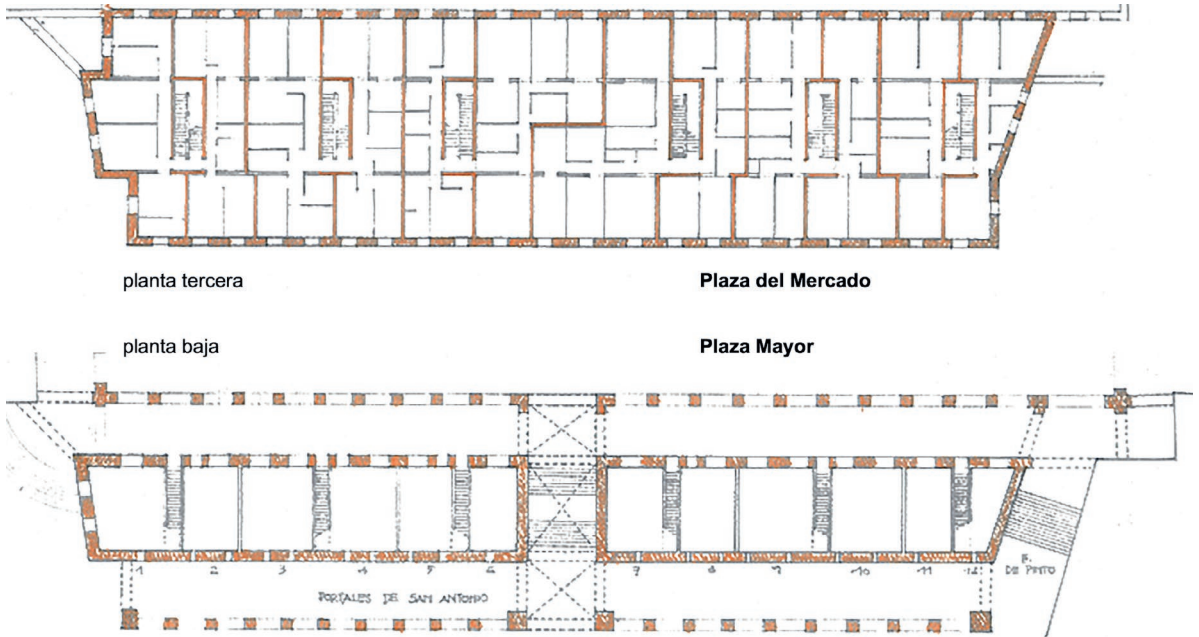 planta tercera
Plaza del Mercado
planta baja
Plaza Mayor
1 2 3 4 5 6 7 8 9 10 11 12
E.
DE PINTO
PORTALES DE SAN ANTONIO